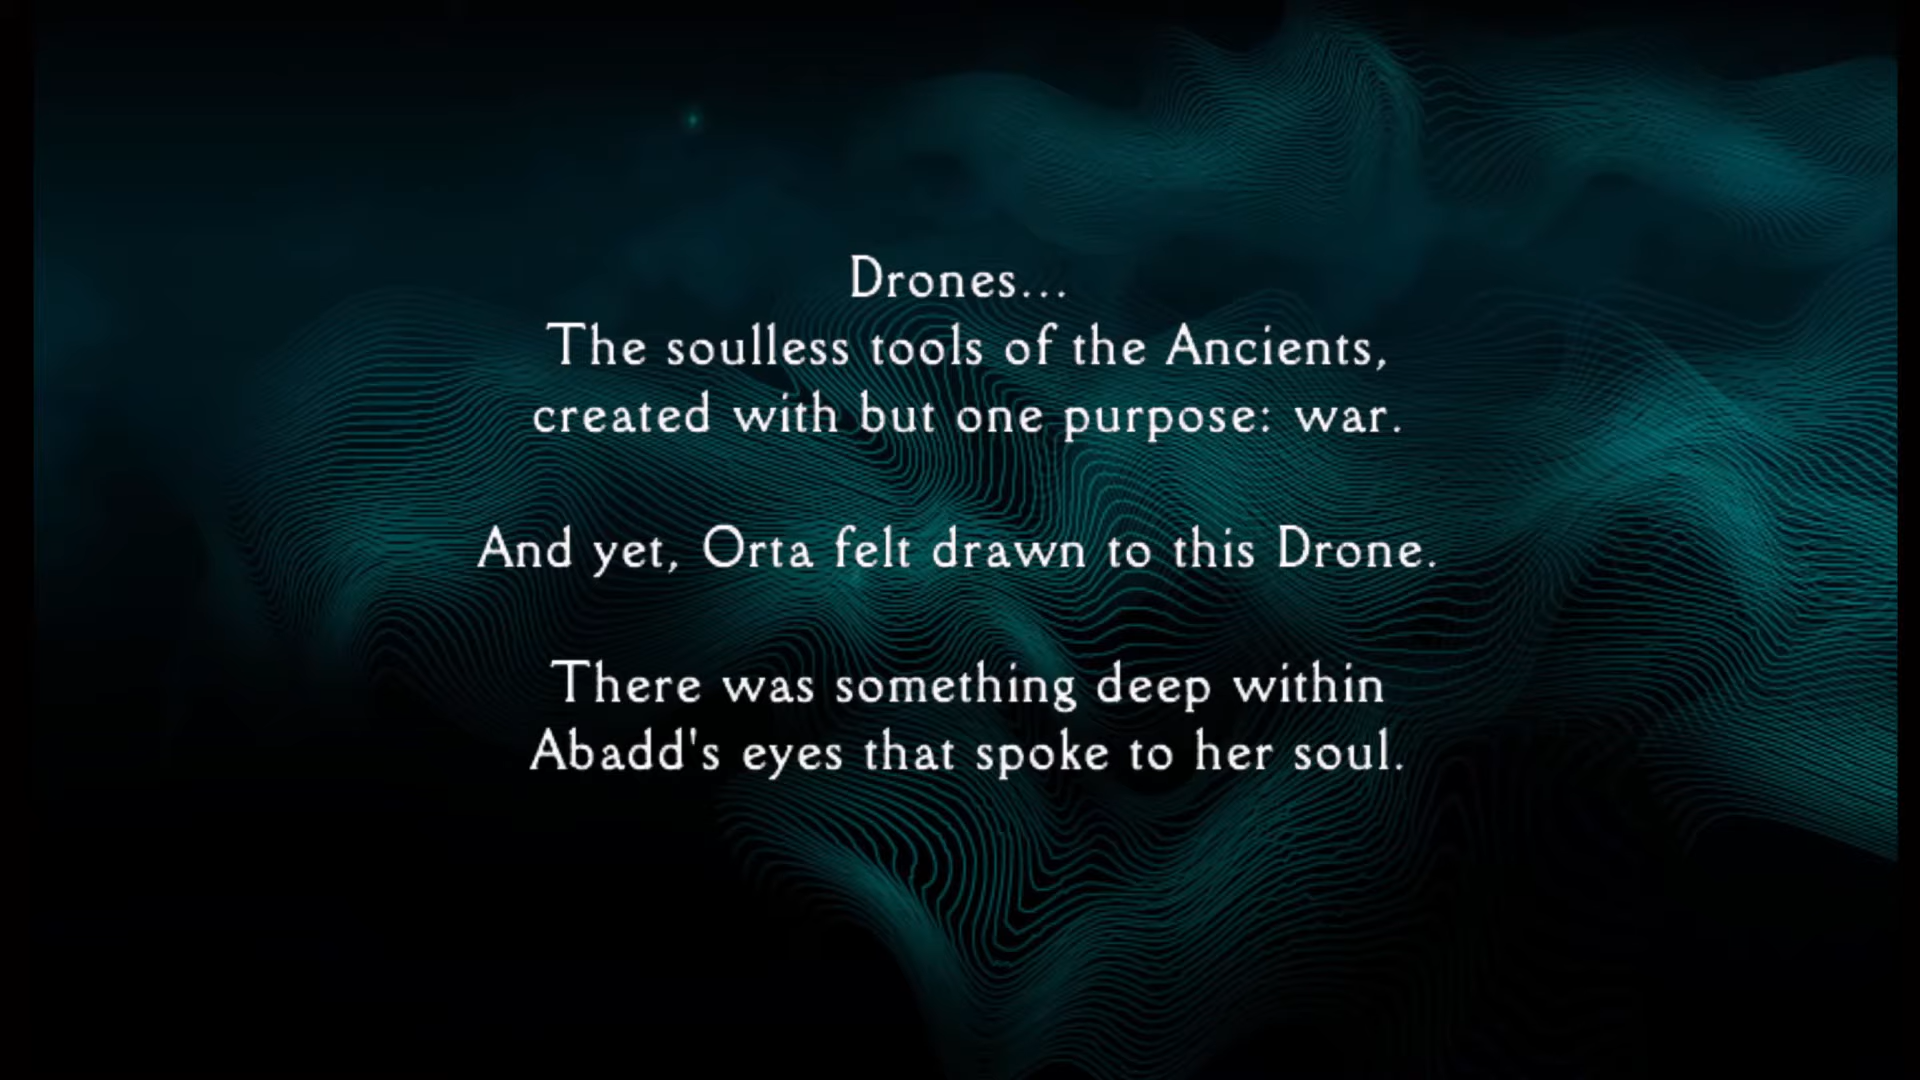 Drones...
The soulless tools of the Ancients,
created with but one purpose: war.
And yet, Orta felt drawn to this Drone.
There was something deep within
Abadd's eyes that spoke to her soul.